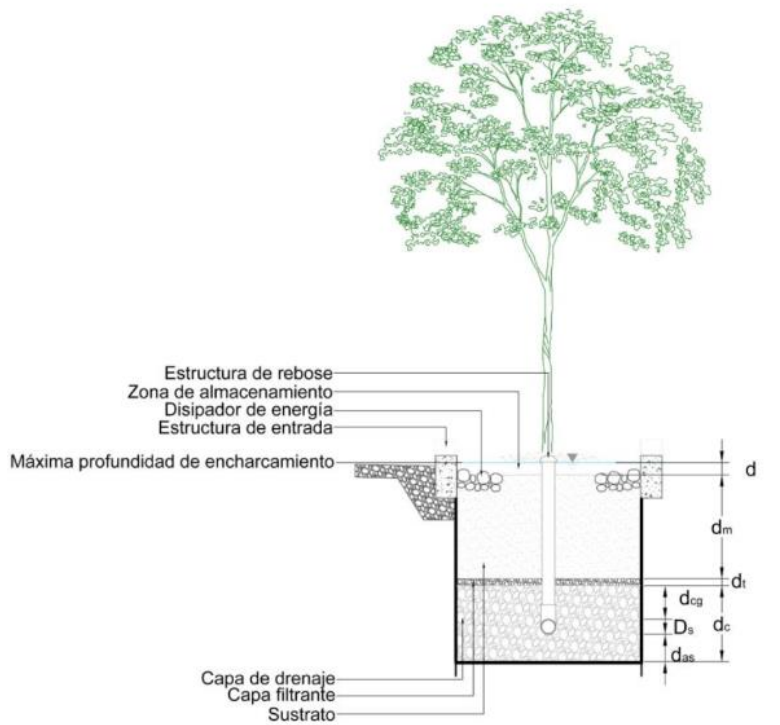 Estructura de rebose
Zona de almacenamiento
Disipador de energía
Estructura de entrada
Máxima profundidad de encharcamiento
d
dm
dt
dcg
dc
Ds
das
Capa de drenaje
Capa filtrante
Sustrato